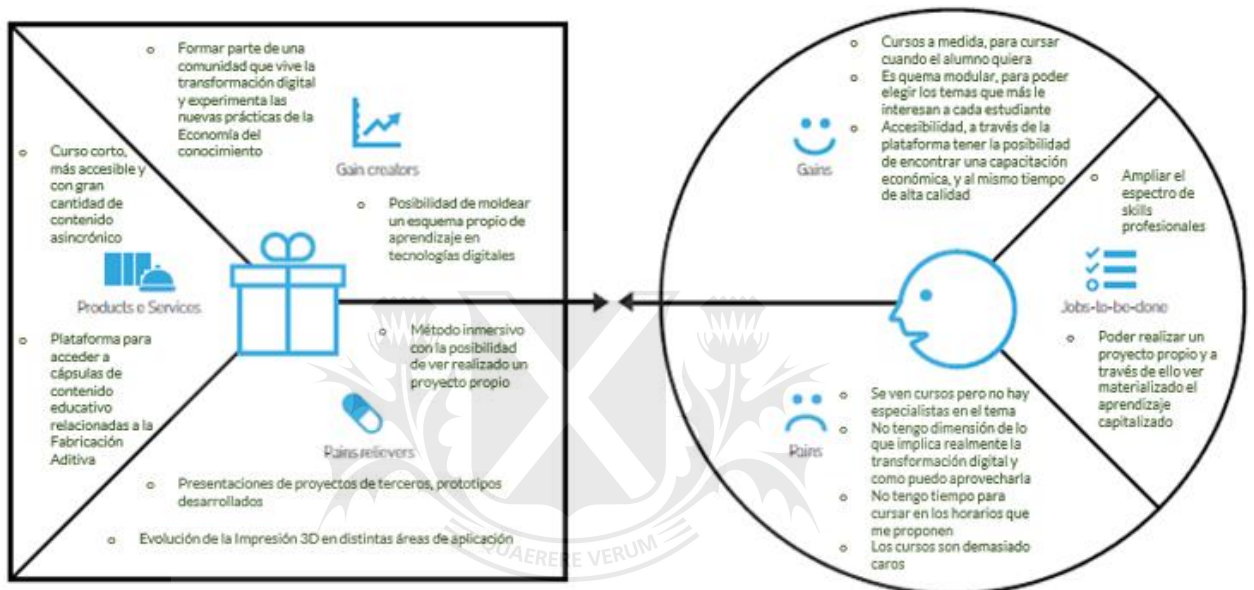 Formar parte de una
comunidad que vive la
transformación digital
y experimenta las
nuevas prácticas de la
Economía del
conocimiento
Gain creators
Posibilidad de moldear
un esquema propio de
aprendizaje en
tecnologías digitales
Curso corto,
más accesible y
con gran
cantidad de
contenido
asincrónico
Products e Services
Plataforma para
acceder a
cápsulas de
contenido
educativo
relacionadas a la
Fabricación
Aditiva
Método inmersivo
con la posibilidad
de ver realizado un
proyecto propio
Pains relievers
Presentaciones de proyectos de terceros, prototipos
desarrollados
Evolución de la Impresión 3D en distintas áreas de aplicación
Cursos a medida, para cursar
cuando el alumno quiera
Es quema modular, para poder
elegir los temas que más le
interesan a cada estudiante
Accesibilidad, a través de la
plataforma tener la posibilidad
de encontrar una capacitación
económica, y al mismo tiempo
de alta calidad
Gains
Ampliar el
espectro de
skills
profesionales
Jobs-to-be-done
Poder realizar un
proyecto propio y a
través de ello ver
materializado el
aprendizaje
capitalizado
Se ven cursos pero no hay
especialistas en el tema
No tengo dimensión de lo
que implica realmente la
transformación digital y
como puedo aprovecharla
No tengo tiempo para
cursar en los horarios que
me proponen
Los cursos son demasiado
caros
Pains
QUAERERE VERUM